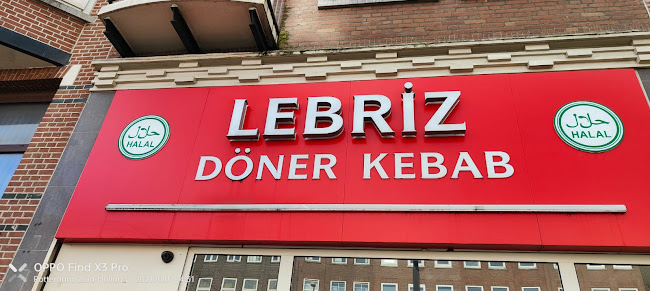 LEBRİZ
DÖNER KEBAB
حلال
HALAL
حلال
HALAL
OPPO Find X3 Pro